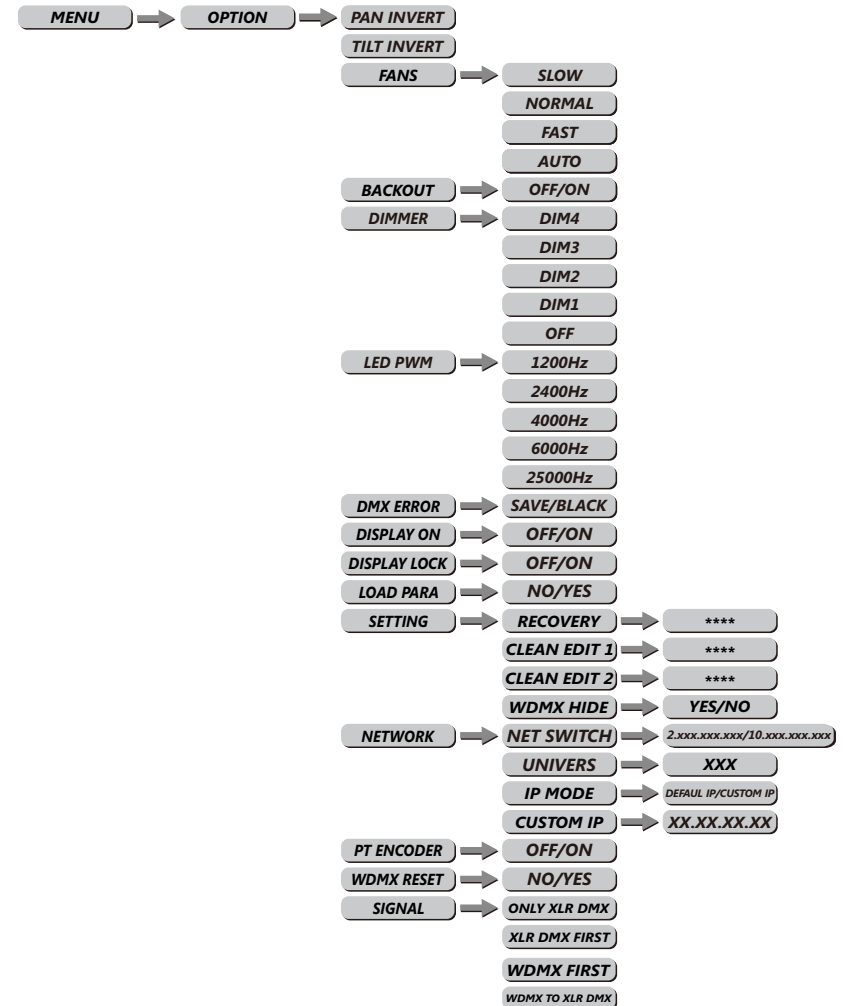 MENU OPTION PAN INVERT
TILT INVERT
FANS SLOW
NORMAL
FAST
AUTO
BACKOUT OFF/ON
DIMMER DIM4
DIM3
DIM2
DIM1
OFF
LED PWM 1200Hz
2400Hz
4000Hz
6000Hz
25000Hz
DMX ERROR SAVE/BLACK
DISPLAY ON OFF/ON
DISPLAY LOCK OFF/ON
LOAD PARA NO/YES
SETTING RECOVERY ****
CLEAN EDIT 1 ****
CLEAN EDIT 2 ****
WDMX HIDE YES/NO
NETWORK NET SWITCH 2.xxx.xxx.xxx/10.xxx.xxx.xxx
UNIVERS XXX
IP MODE DEFAUL IP/CUSTOM IP
CUSTOM IP XX.XX.XX.XX
PT ENCODER OFF/ON
WDMX RESET NO/YES
SIGNAL ONLY XLR DMX
XLR DMX FIRST
WDMX FIRST
WDMX TO XLR DMX